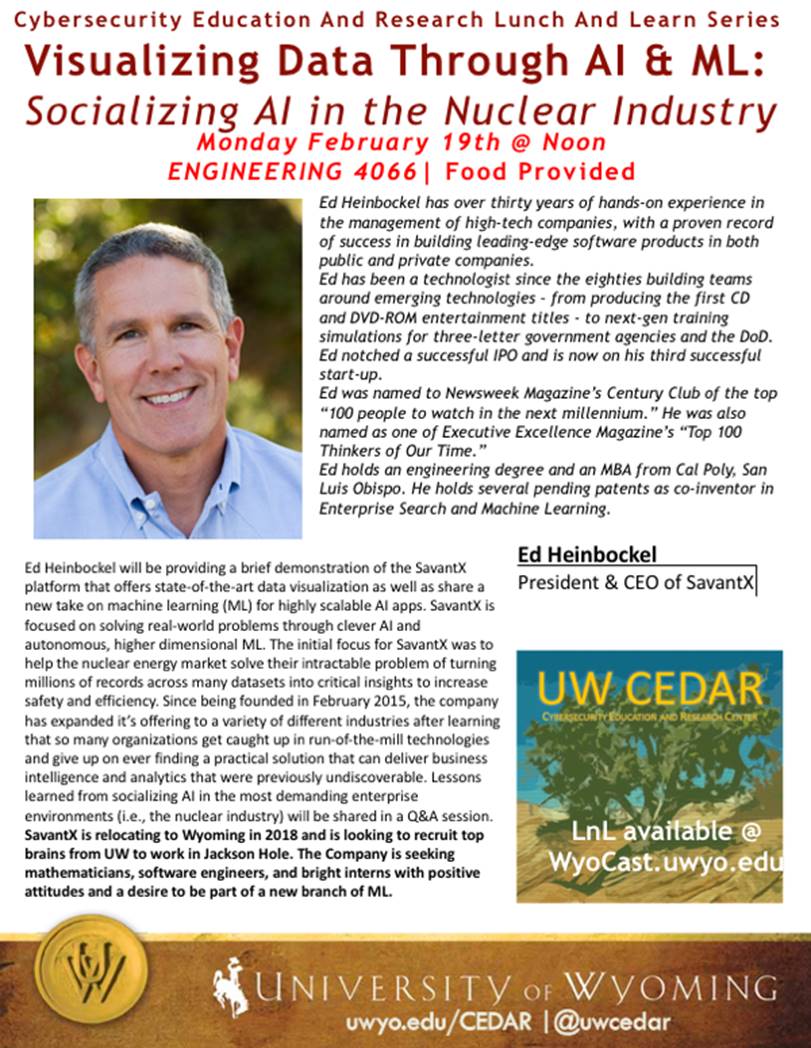 Cybersecurity Education And Research Lunch And Learn Series
Visualizing Data Through AI & ML:
Socializing AI in the Nuclear Industry
Monday February 19th @ Noon
ENGINEERING 4066| Food Provided
Ed Heinbockel has over thirty years of hands-on experience in
the management of high-tech companies, with a proven record
of success in building leading-edge software products in both
public and private companies.
Ed has been a technologist since the eighties building teams
around emerging technologies - from producing the first CD
and DVD-ROM entertainment titles - to next-gen training
simulations for three-letter government agencies and the DoD.
Ed notched a successful IPO and is now on his third successful
start-up.
Ed was named to Newsweek Magazine's Century Club of the top
"100 people to watch in the next millennium." He was also
named as one of Executive Excellence Magazine's "Top 100
Thinkers of Our Time."
Ed holds an engineering degree and an MBA from Cal Poly, San
Luis Obispo. He holds several pending patents as co-inventor in
Enterprise Search and Machine Learning.
Ed Heinbockel
President & CEO of SavantX
Ed Heinbockel will be providing a brief demonstration of the SavantX
platform that offers state-of-the-art data visualization as well as share a
new take on machine learning (ML) for highly scalable AI apps. SavantX is
focused on solving real-world problems through clever AI and
autonomous, higher dimensional ML. The initial focus for SavantX was to
help the nuclear energy market solve their intractable problem of turning
millions of records across many datasets into critical insights to increase
safety and efficiency. Since being founded in February 2015, the company
has expanded it's offering to a variety of different industries after learning
that so many organizations get caught up in run-of-the-mill technologies
and give up on ever finding a practical solution that can deliver business
intelligence and analytics that were previously undiscoverable. Lessons
learned from socializing AI in the most demanding enterprise
environments (i.e., the nuclear industry) will be shared in a Q&A session.
SavantX is relocating to Wyoming in 2018 and is looking to recruit top
brains from UW to work in Jackson Hole. The Company is seeking
mathematicians, software engineers, and bright interns with positive
attitudes and a desire to be part of a new branch of ML.
UW CEDAR
CYBERSECURITY EDUCATION AND RESEARCH CENTER
LnL available @
WyoCast.uwyo.edu
UW
UNIVERSITY OF WYOMING
uwyo.edu/CEDAR |@uwcedar